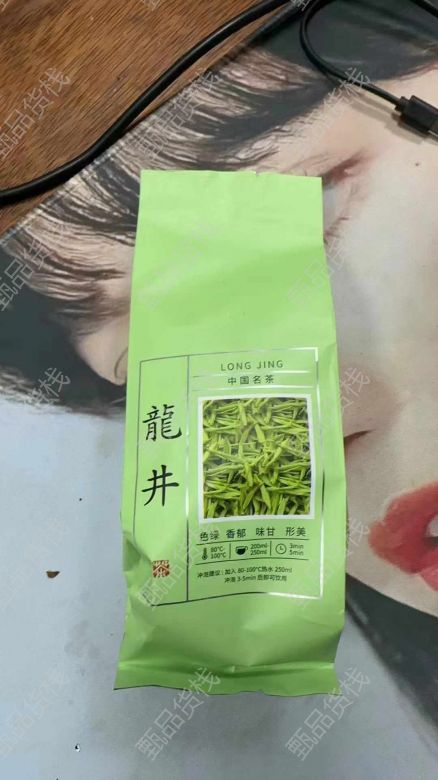 LONG JING
中国名茶
龍井
色绿 香郁 味甘 形美
80℃-
100℃
200ml-
250ml
3min
5min
冲泡建议：加入 80-100℃热水 250ml
冲泡 3-5min 后即可饮用
茶
甄品货栈